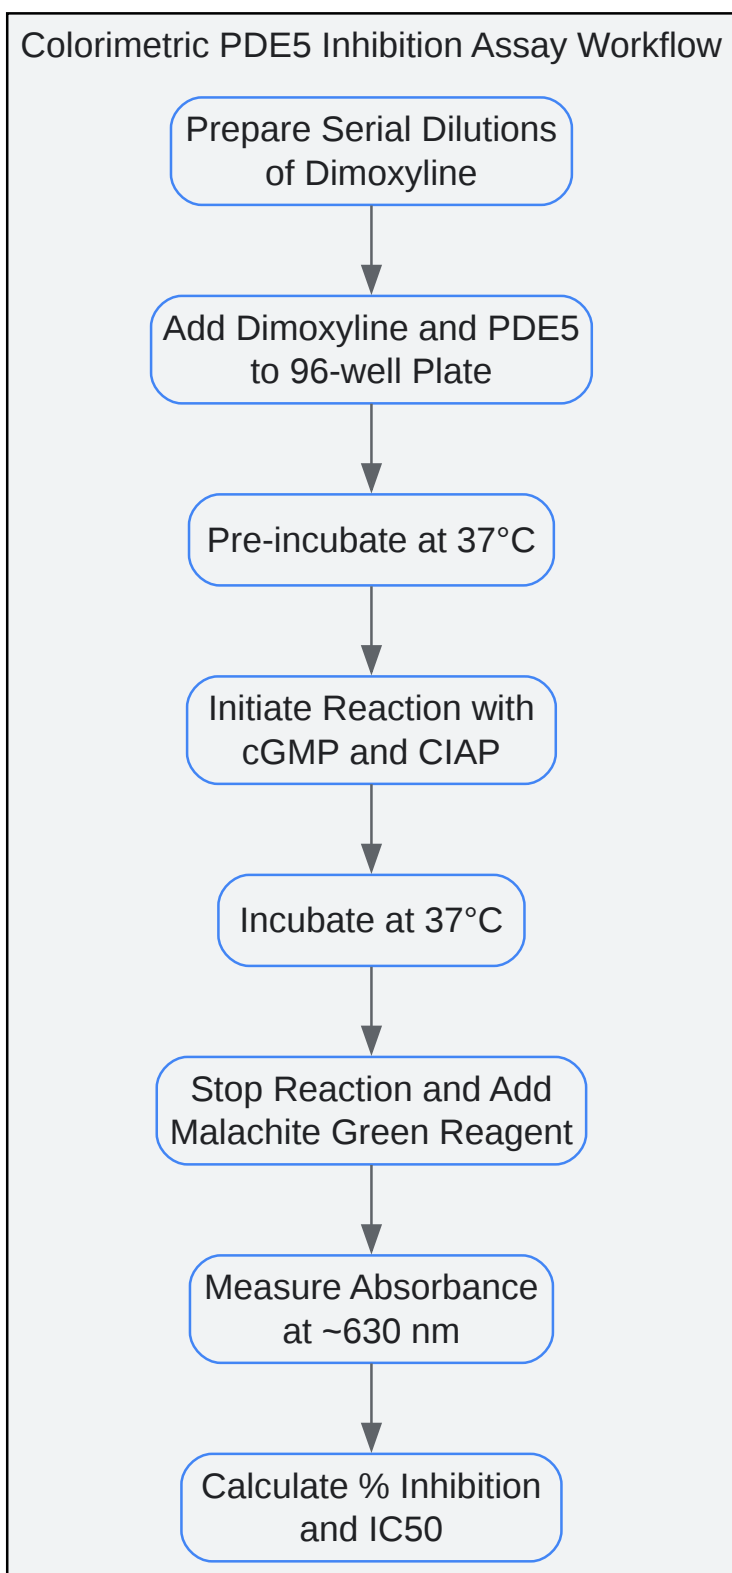 Colorimetric PDE5 Inhibition Assay Workflow
Prepare Serial Dilutions
of Dimoxyline
Add Dimoxyline and PDE5
to 96-well Plate
Pre-incubate at 37°C
Initiate Reaction with
cGMP and CIAP
Incubate at 37°C
Stop Reaction and Add
Malachite Green Reagent
Measure Absorbance
at ~630 nm
Calculate % Inhibition
and IC50